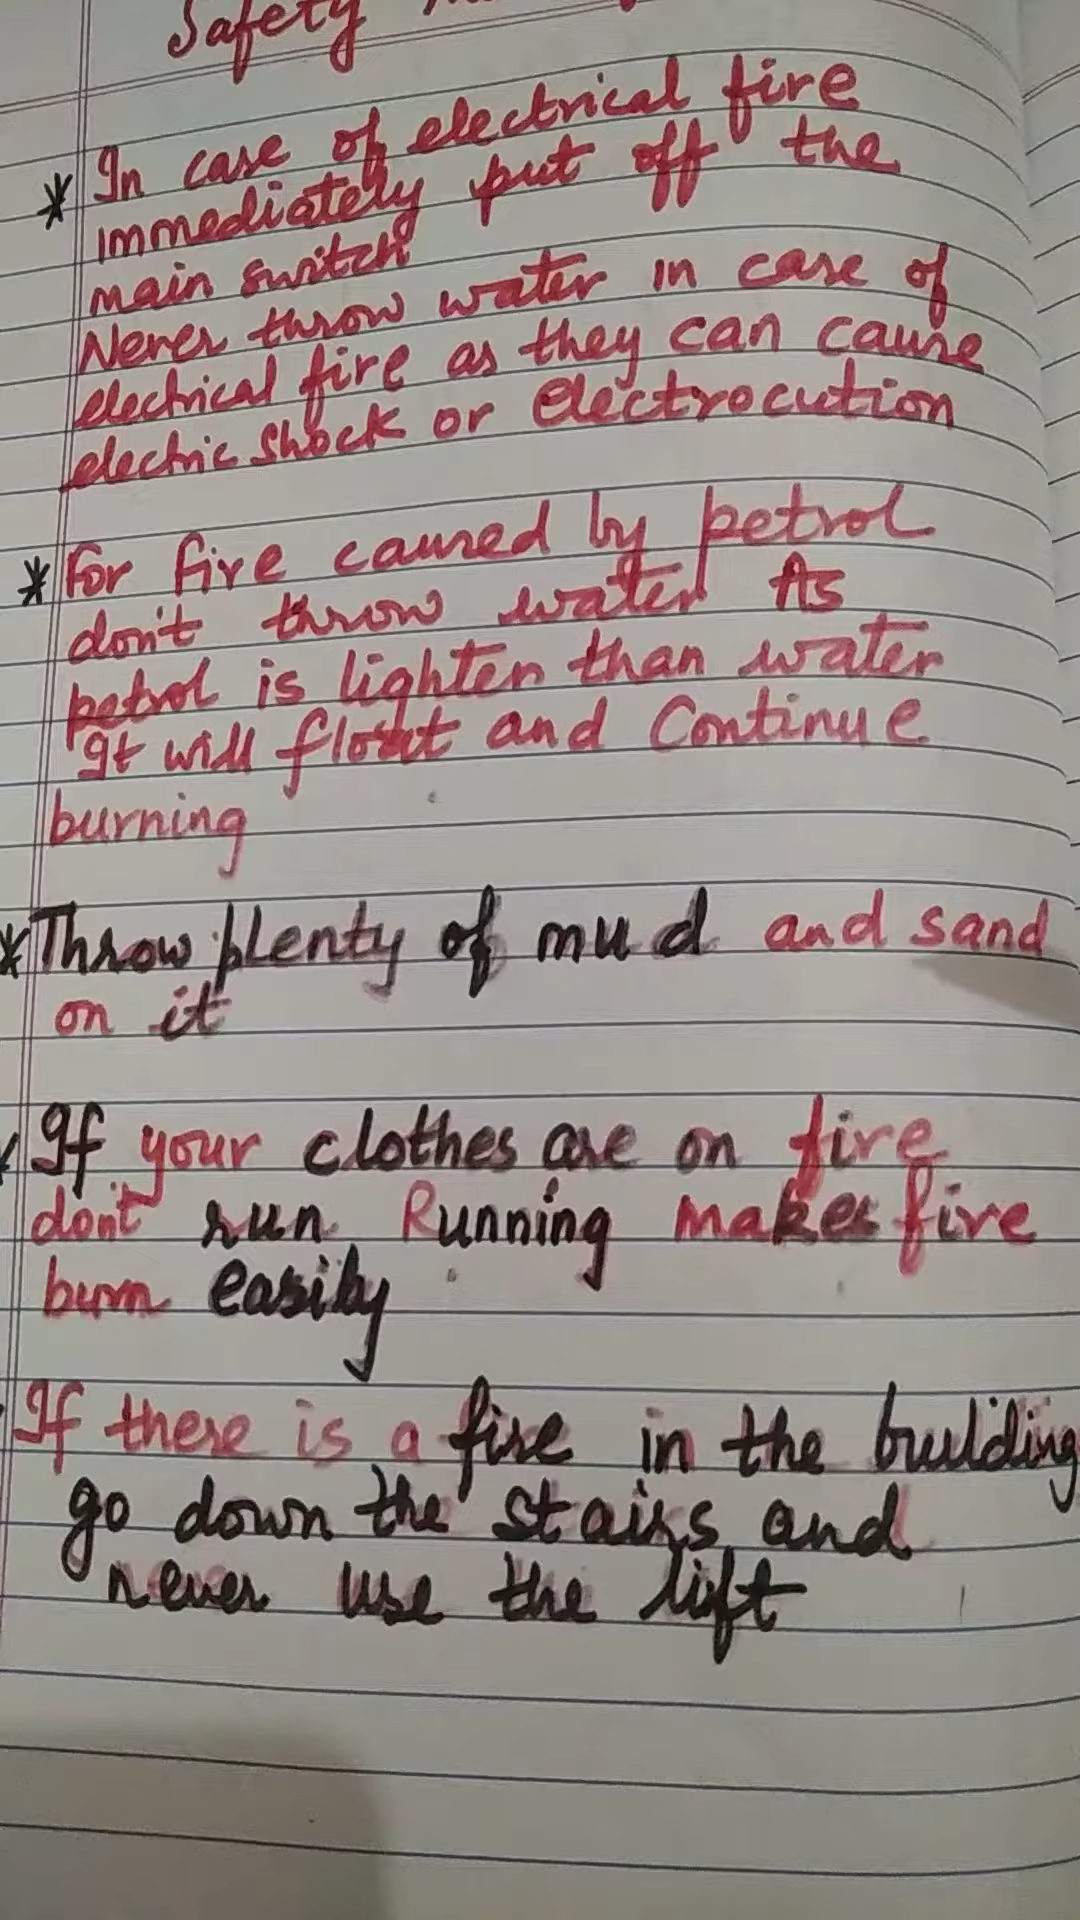 Safety
* In case of electrical fire
immediately put off the
main switch
Never throw water in case of
electrical fire as they can cause
electric shock or electrocution
* For fire caused by petrol
don't throw water As
petrol is lighter than water
It will float and Continue
burning
* Throw plenty of mud and sand
on it
If your clothes are on fire
don't run Running makes fire
burn easily
If there is a fire in the building
go down the stairs and
never use the lift